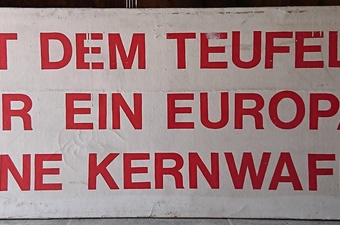 T DEM TEUFEL
R EIN EUROPA
NE KERNWAF